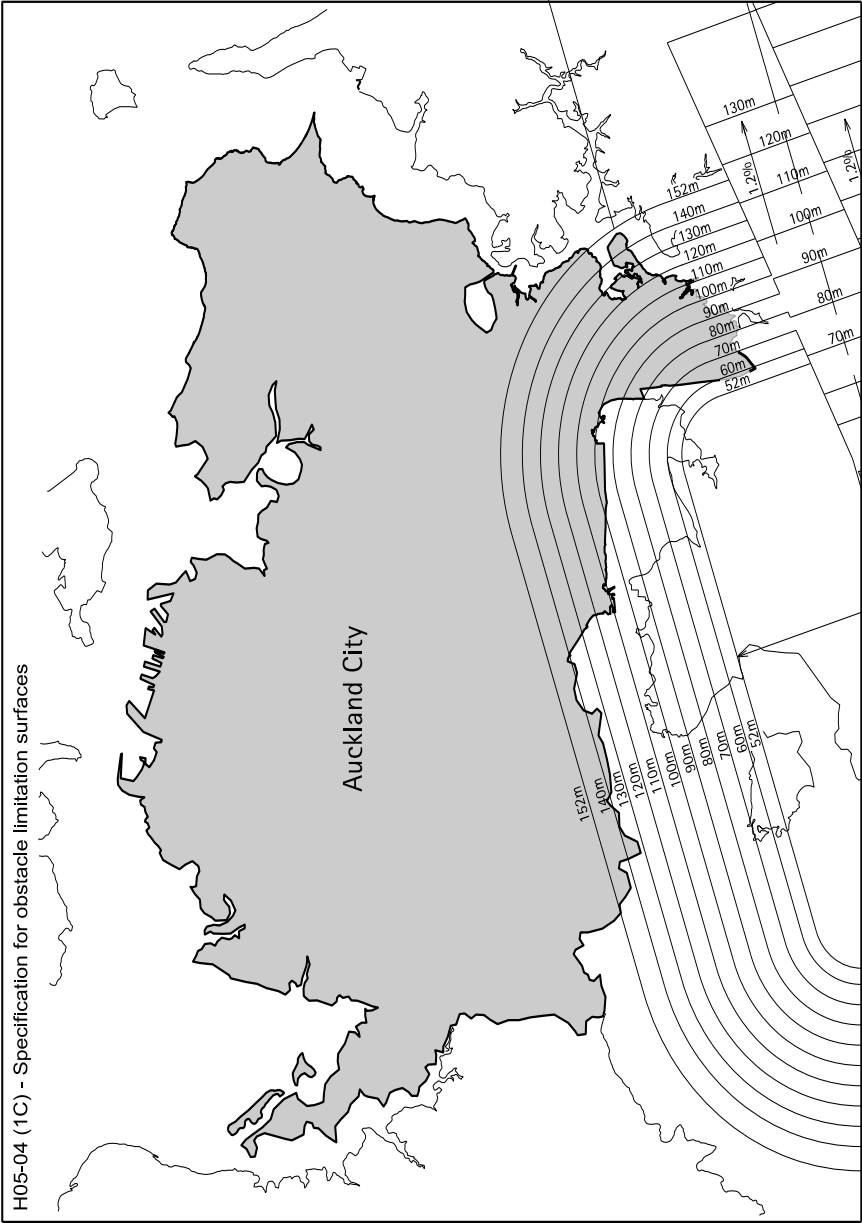 H05-04 (1C) - Specification for obstacle limitation surfaces
Auckland City
152m
140m
130m
120m
110m
100m
90m
80m
70m
60m
52m
152m
140m
130m
120m
110m
100m
90m
80m
70m
60m
52m
130m
120m
110m
100m
90m
80m
70m
1.2%
1.2%